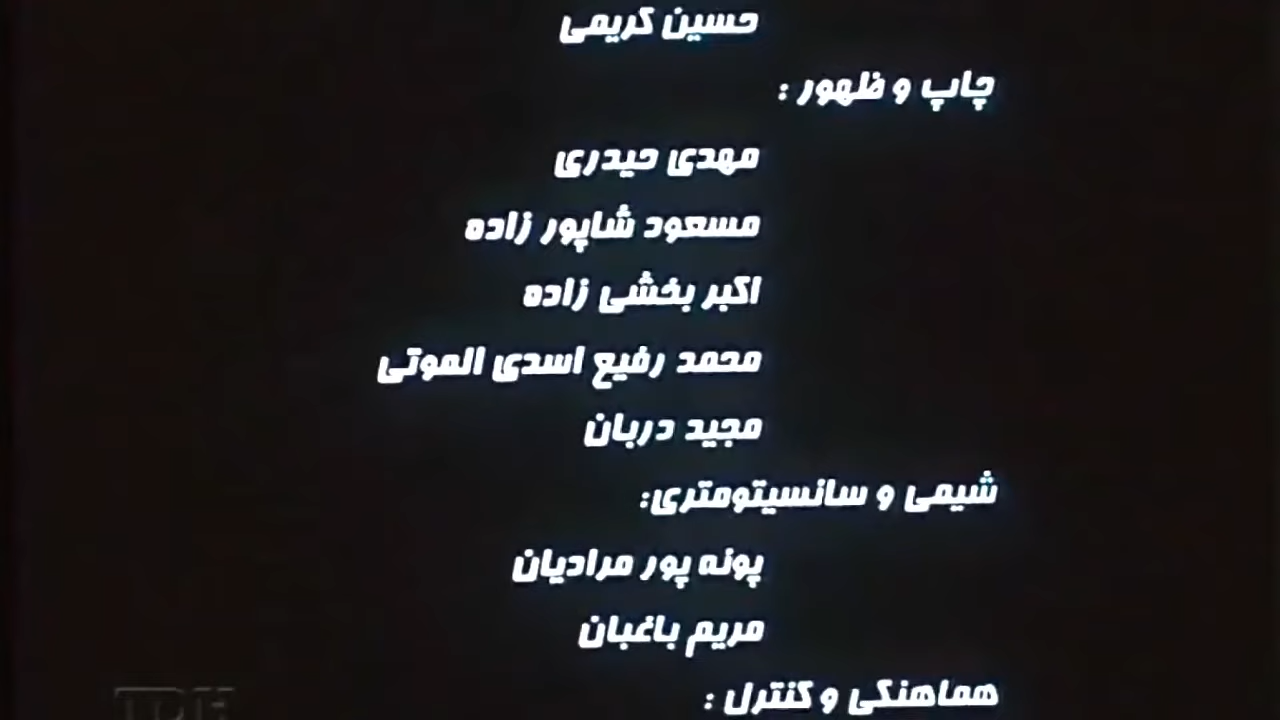 حسین کریمی
چاپ و ظهور :
مهدی حیدری
مسعود شاپور زاده
اکبر بخشی زاده
محمد رفیع اسدی الموتی
مجید دربان
شیمی و سانسیتومتری:
پونه پور مرادیان
مریم باغبان
هماهنگی و کنترل :